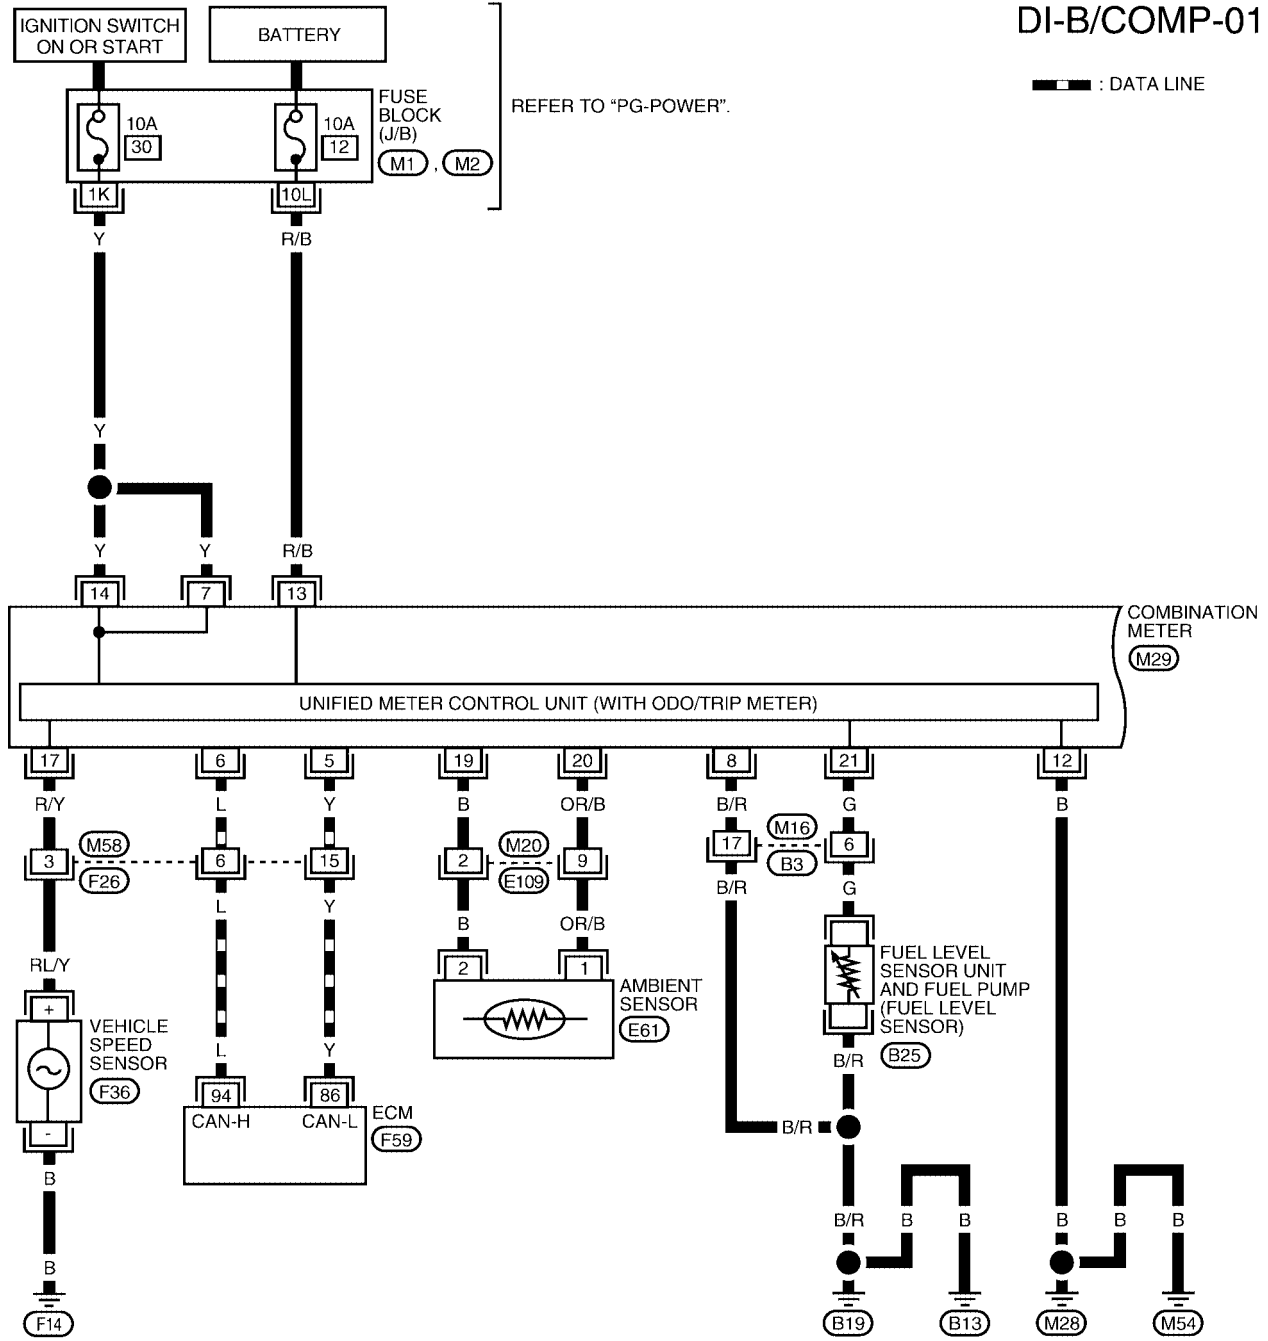 DI-B/COMP-01
IGNITION SWITCH
ON OR START
BATTERY
: DATA LINE
FUSE
BLOCK
(J/B)
M1 , M2
REFER TO “PG-POWER”.
10A
30
10A
12
1K
10L
Y
R/B
Y
Y
Y
R/B
14
7
13
COMBINATION
METER
M29
UNIFIED METER CONTROL UNIT (WITH ODO/TRIP METER)
17
6
5
19
20
8
21
12
R/Y
L
Y
B
OR/B
B/R
G
B
3
M58
F26
6
15
2
M20
E109
9
17
M16
B3
6
L
Y
B
OR/B
B/R
G
RL/Y
2
1
AMBIENT
SENSOR
E61
FUEL LEVEL
SENSOR UNIT
AND FUEL PUMP
(FUEL LEVEL
SENSOR)
B25
+
VEHICLE
SPEED
SENSOR
F36
-
L
Y
94
86
CAN-H
CAN-L
ECM
F59
B/R
B/R
B
B
B/R
B
B
B
B
B
F14
B19
B13
M28
M54